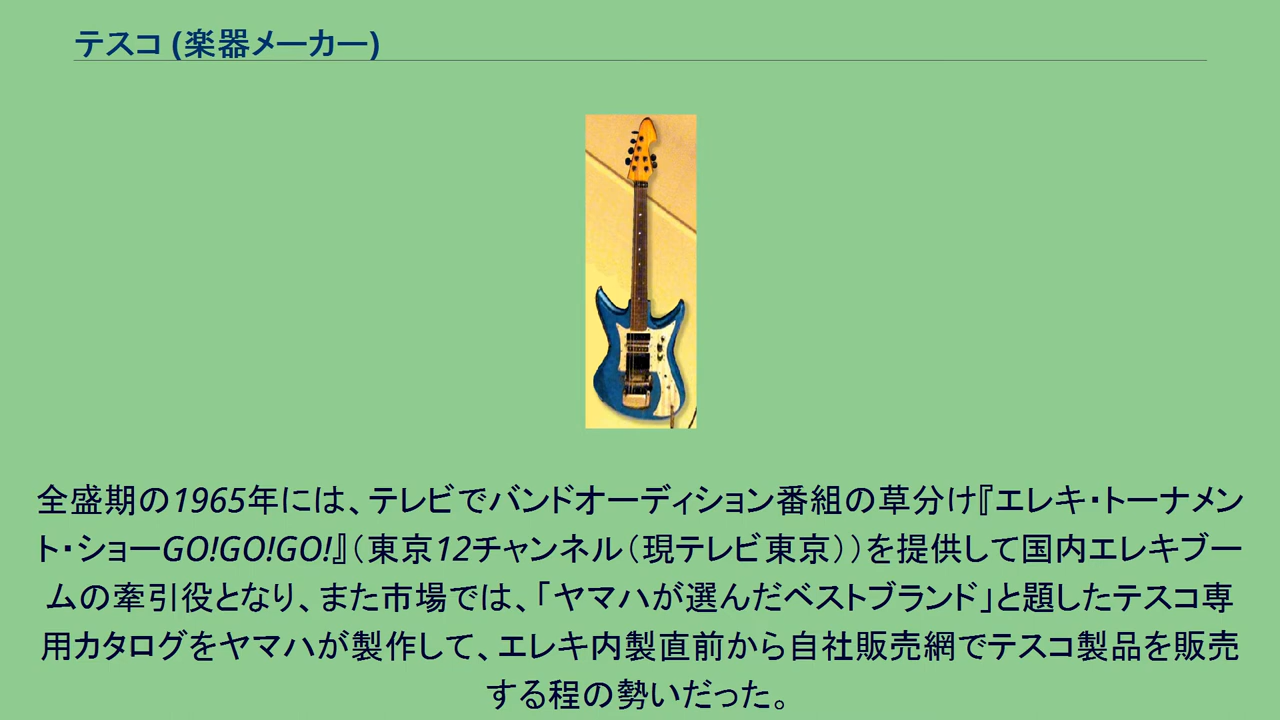 テスコ (楽器メーカー)
全盛期の1965年には、テレビでバンドオーディション番組の草分け『エレキ・トーナメン
ト・ショーGO!GO!GO!』（東京12チャンネル（現テレビ東京））を提供して国内エレキブー
ムの牽引役となり、また市場では、「ヤマハが選んだベストブランド」と題したテスコ専
用カタログをヤマハが製作して、エレキ内製直前から自社販売網でテスコ製品を販売
する程の勢いだった。